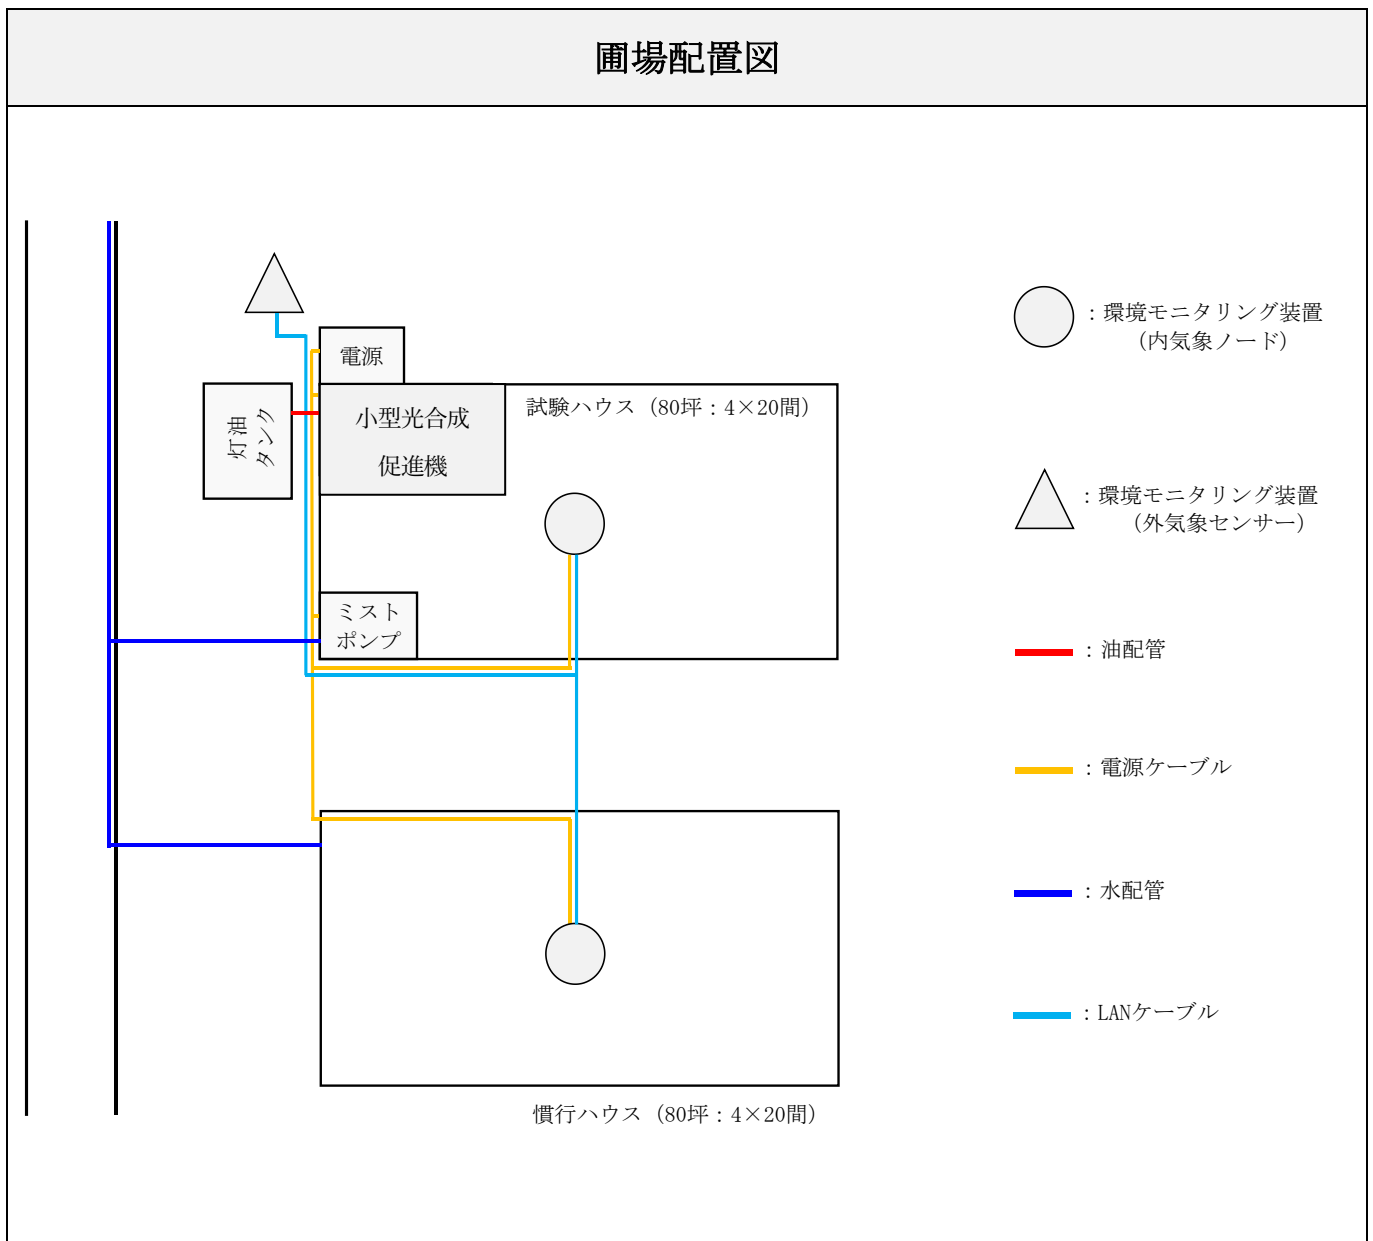 圃場配置図
電源
灯油
タンク
小型光合成
促進機
試験ハウス（80坪：4×20間）
ミスト
ポンプ
慣行ハウス（80坪：4×20間）
：環境モニタリング装置
（内気象ノード）
：環境モニタリング装置
（外気象センサー）
：油配管
：電源ケーブル
：水配管
：LANケーブル